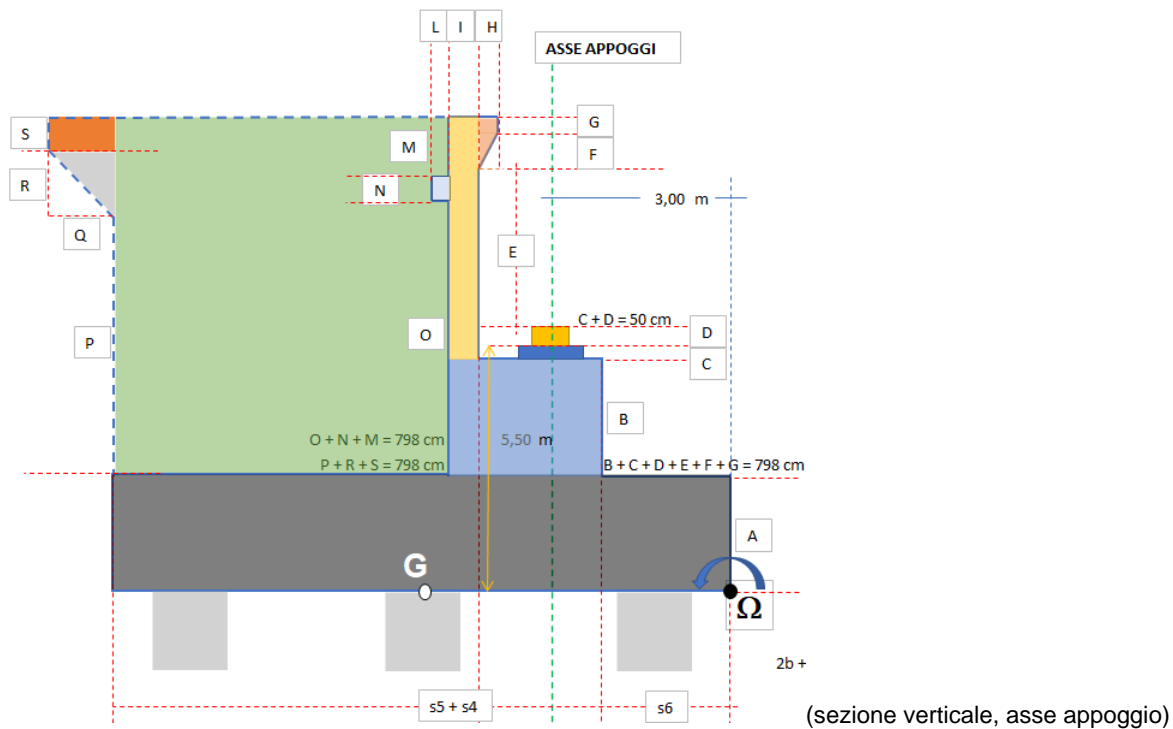 L I H
ASSE APPOGGI
S
M
G
F
R
N
3,00 m
Q
E
C + D = 50 cm
P
O
D
C
B
O + N + M = 798 cm
5,50 m
P + R + S = 798 cm
B + C + D + E + F + G = 798 cm
A
G
Ω
2b +
s5 + s4
s6
(sezione verticale, asse appoggio)